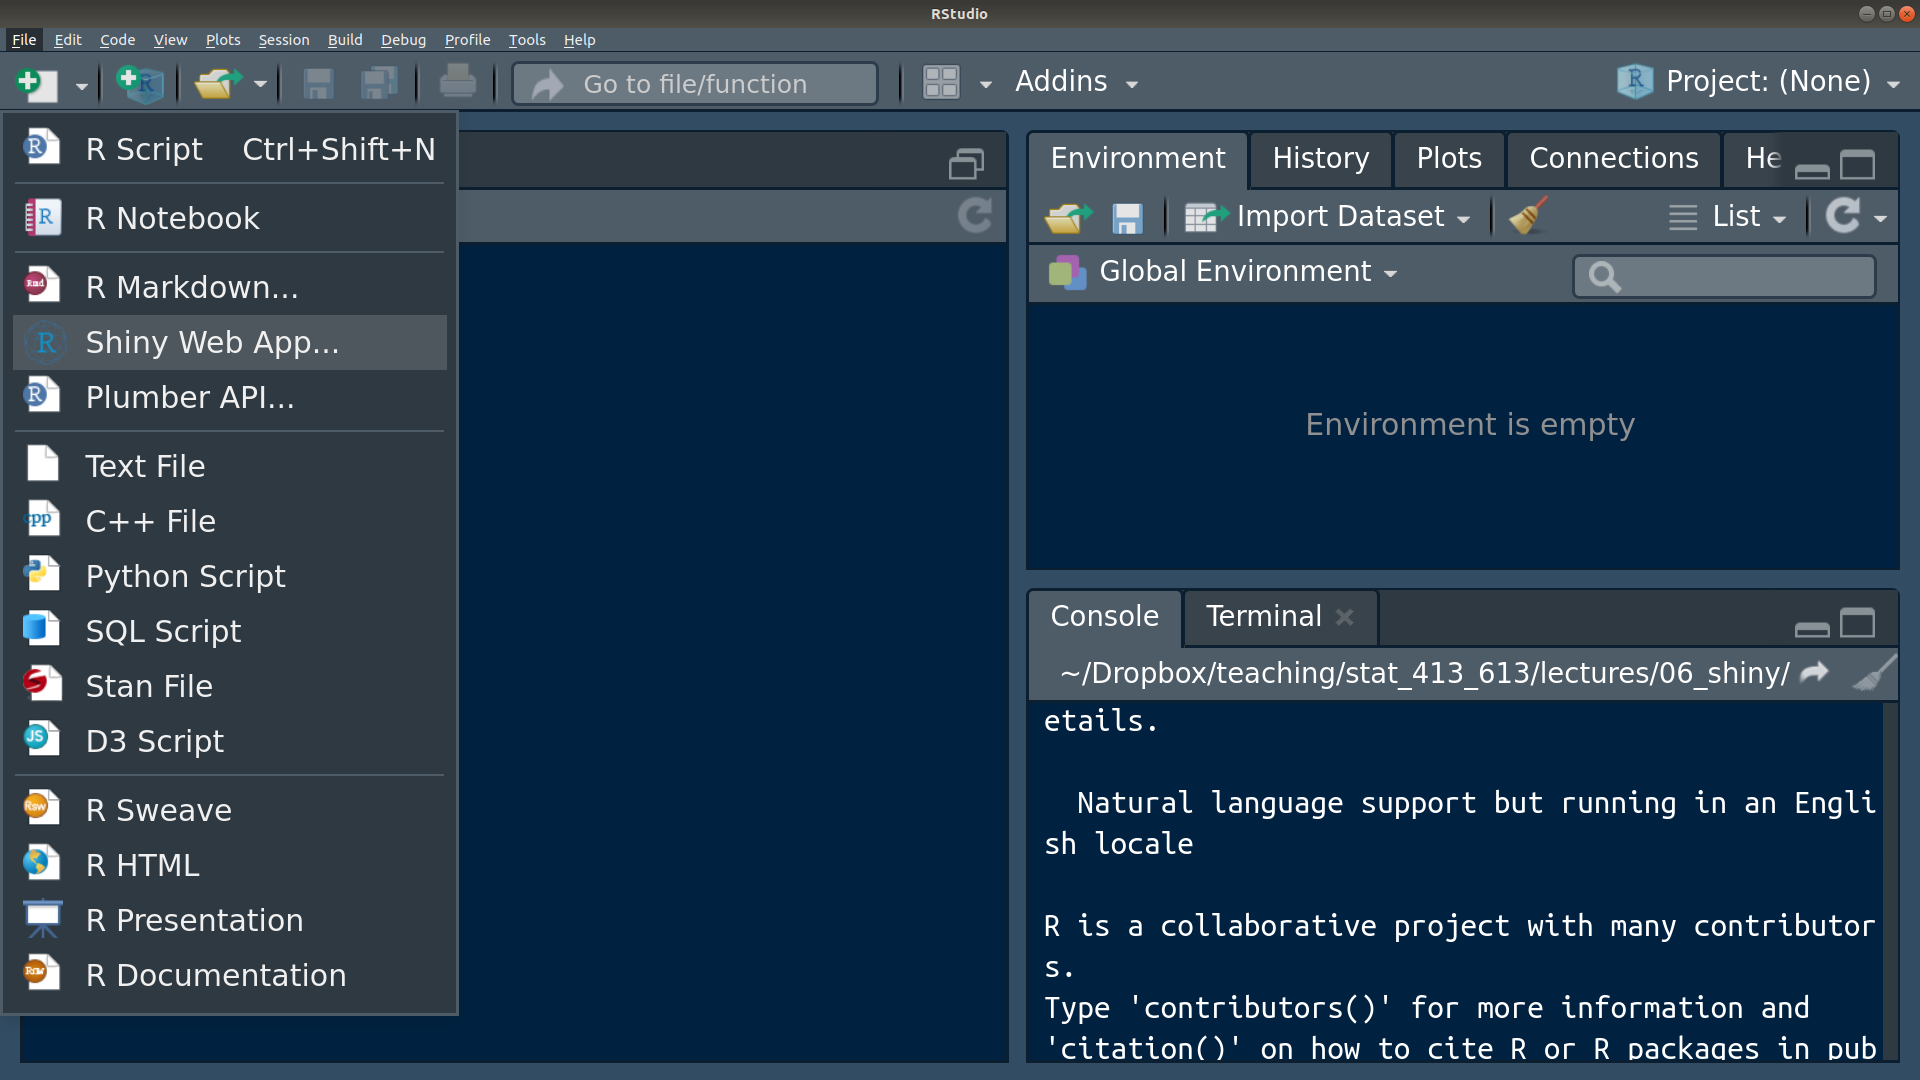 RStudio
File Edit Code View Plots Session Build Debug Profile Tools Help
Go to file/function Addins Project: (None)
R Script Ctrl+Shift+N
R Notebook
R Markdown...
Shiny Web App...
Plumber API...
Text File
C++ File
Python Script
SQL Script
Stan File
D3 Script
R Sweave
R HTML
R Presentation
R Documentation
Environment History Plots Connections He
Import Dataset List
Global Environment
Environment is empty
Console Terminal
~/Dropbox/teaching/stat_413_613/lectures/06_shiny/
etails.
Natural language support but running in an Engli
sh locale
R is a collaborative project with many contributor
s.
Type 'contributors()' for more information and
'citation()' on how to cite R or R packages in pub